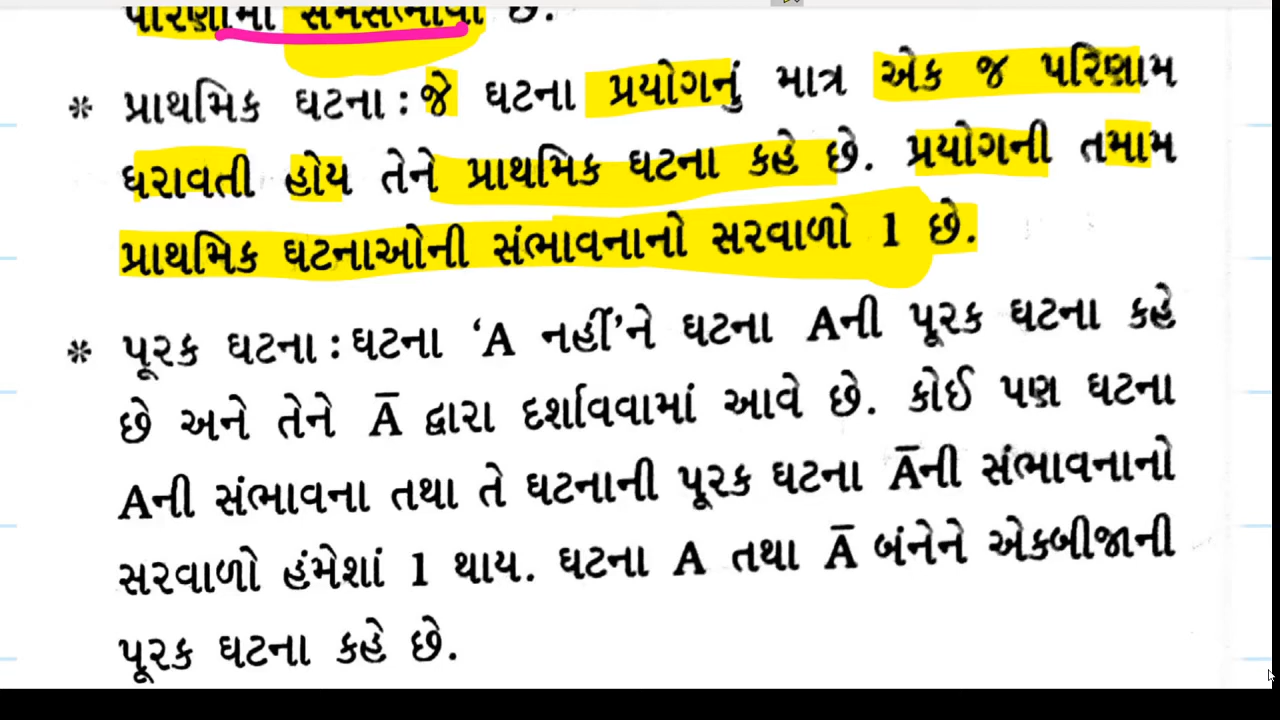 પરિણામો સમસંભાવી છે.
* પ્રાથમિક ઘટના : જે ઘટના પ્રયોગનું માત્ર એક જ પરિણામ
ધરાવતી હોય તેને પ્રાથમિક ઘટના કહે છે. પ્રયોગની તમામ
પ્રાથમિક ઘટનાઓની સંભાવનાનો સરવાળો 1 છે.
* પૂરક ઘટના : ઘટના ‘A નહીં’ને ઘટના Aની પૂરક ઘટના કહે
છે અને તેને Ā દ્વારા દર્શાવવામાં આવે છે. કોઈ પણ ઘટના
Aની સંભાવના તથા તે ઘટનાની પૂરક ઘટના Āની સંભાવનાનો
સરવાળો હંમેશાં 1 થાય. ઘટના A તથા Ā બંનેને એકબીજાની
પૂરક ઘટના કહે છે.